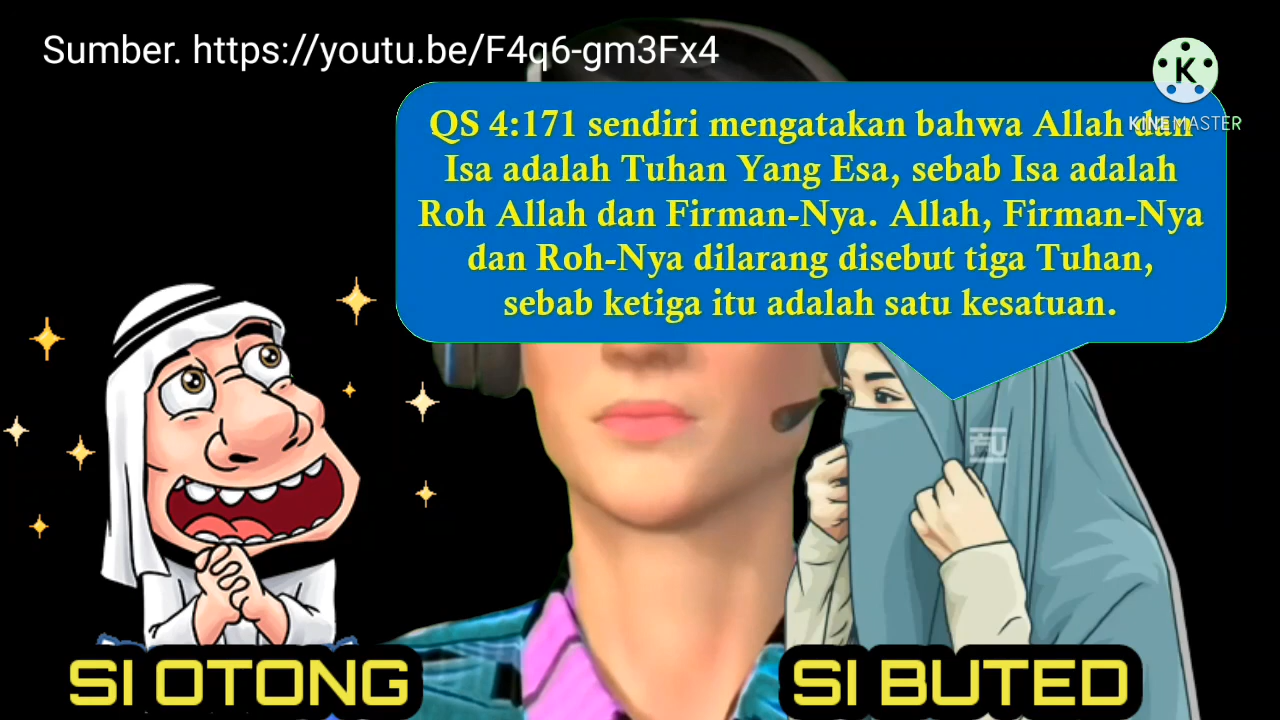 Sumber. https://youtu.be/F4q6-gm3Fx4
K
KINEMASTER
QS 4:171 sendiri mengatakan bahwa Allah dan
Isa adalah Tuhan Yang Esa, sebab Isa adalah
Roh Allah dan Firman-Nya. Allah, Firman-Nya
dan Roh-Nya dilarang disebut tiga Tuhan,
sebab ketiga itu adalah satu kesatuan.
SI OTONG
SI BUTED